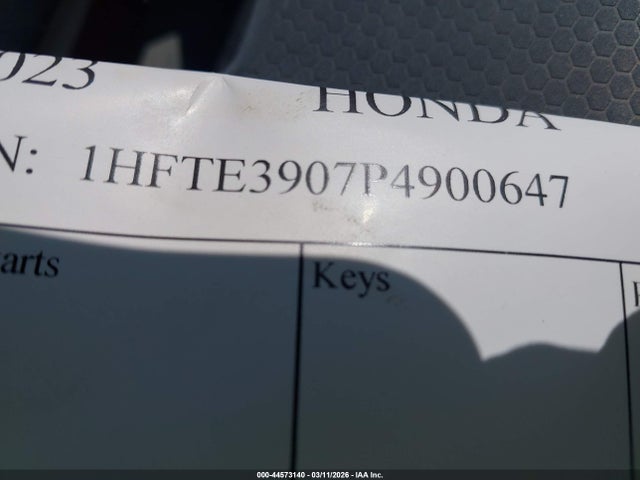 023 HONDA
N: 1HFTE3907P4900647
arts Keys
000-44573140 - 03/11/2026 - IAA Inc.